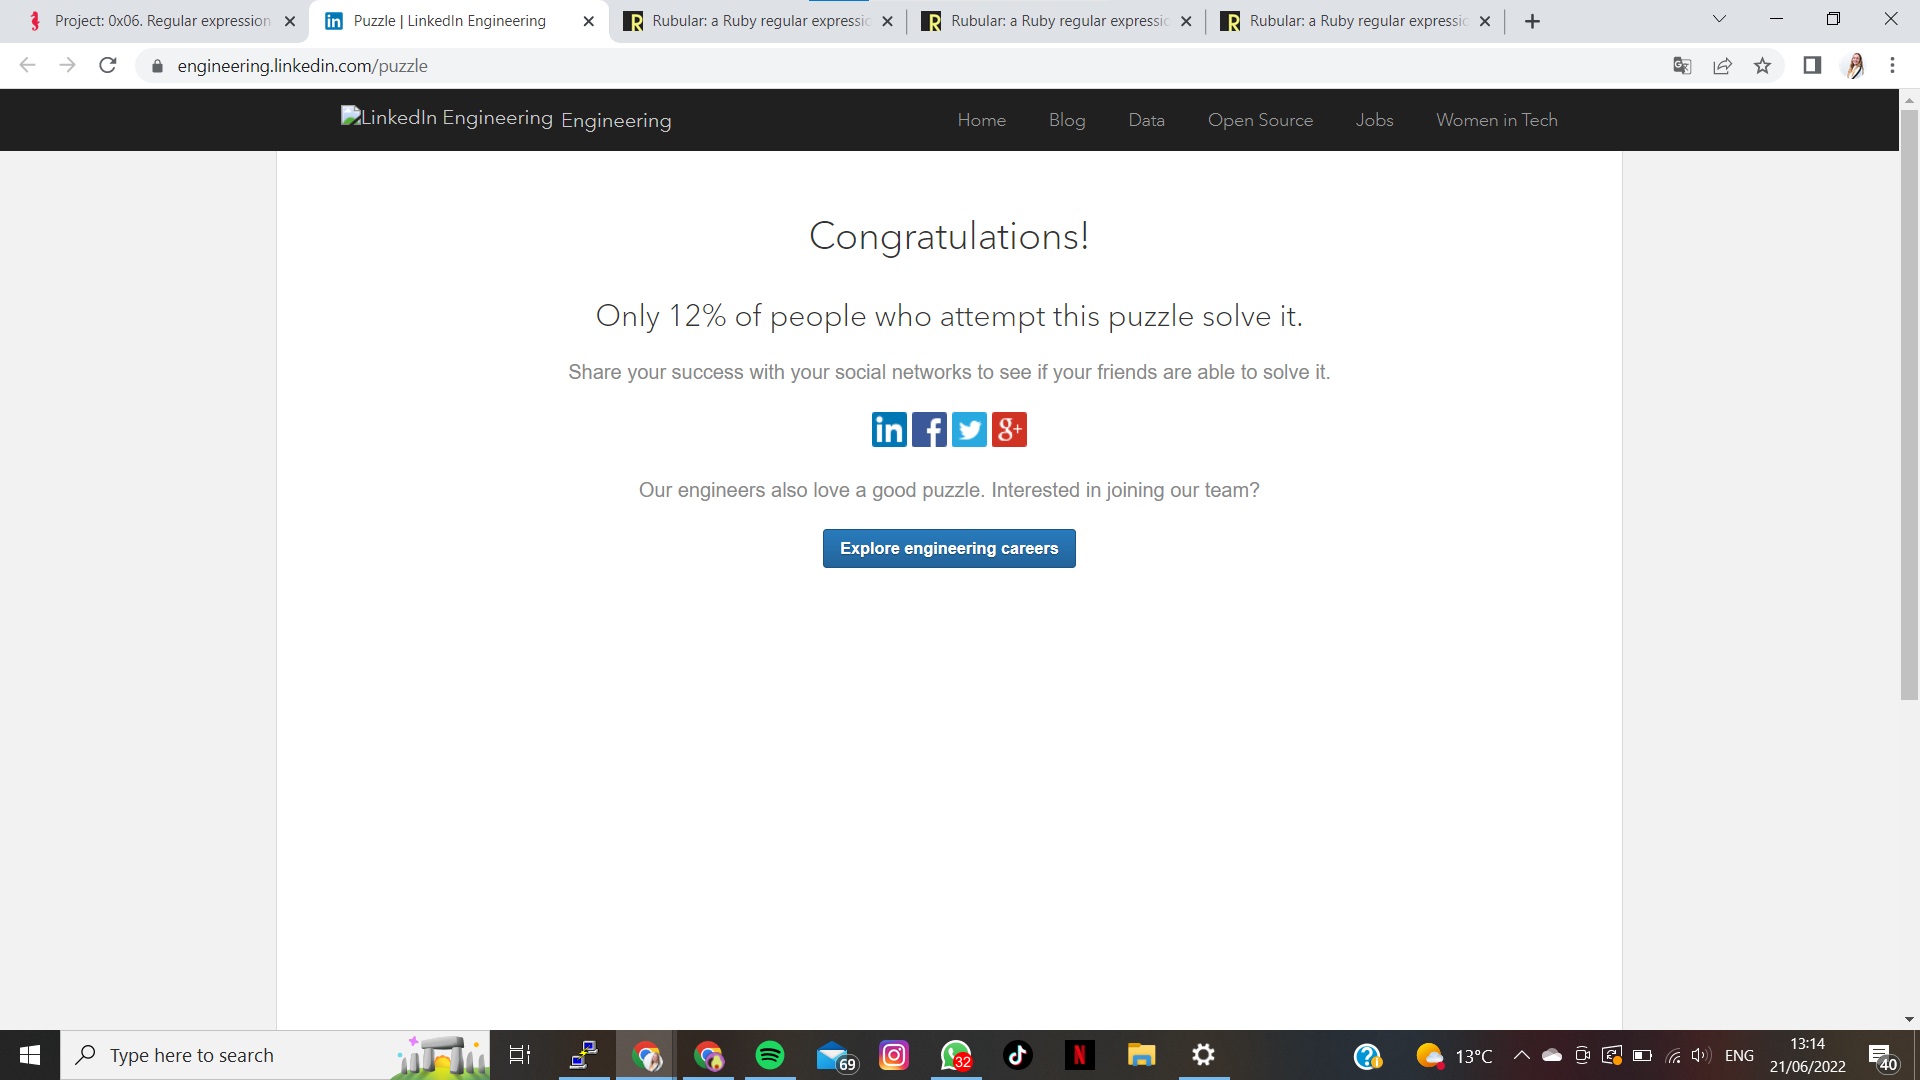 Project: 0x06. Regular expression
Puzzle | LinkedIn Engineering
Rubular: a Ruby regular expressio
Rubular: a Ruby regular expressio
Rubular: a Ruby regular expressio
engineering.linkedin.com/puzzle
LinkedIn Engineering Engineering
Home Blog Data Open Source Jobs Women in Tech
Congratulations!
Only 12% of people who attempt this puzzle solve it.
Share your success with your social networks to see if your friends are able to solve it.
in f g+
Our engineers also love a good puzzle. Interested in joining our team?
Explore engineering careers
Type here to search
69
32
N
13°C
ENG
13:14
21/06/2022
40